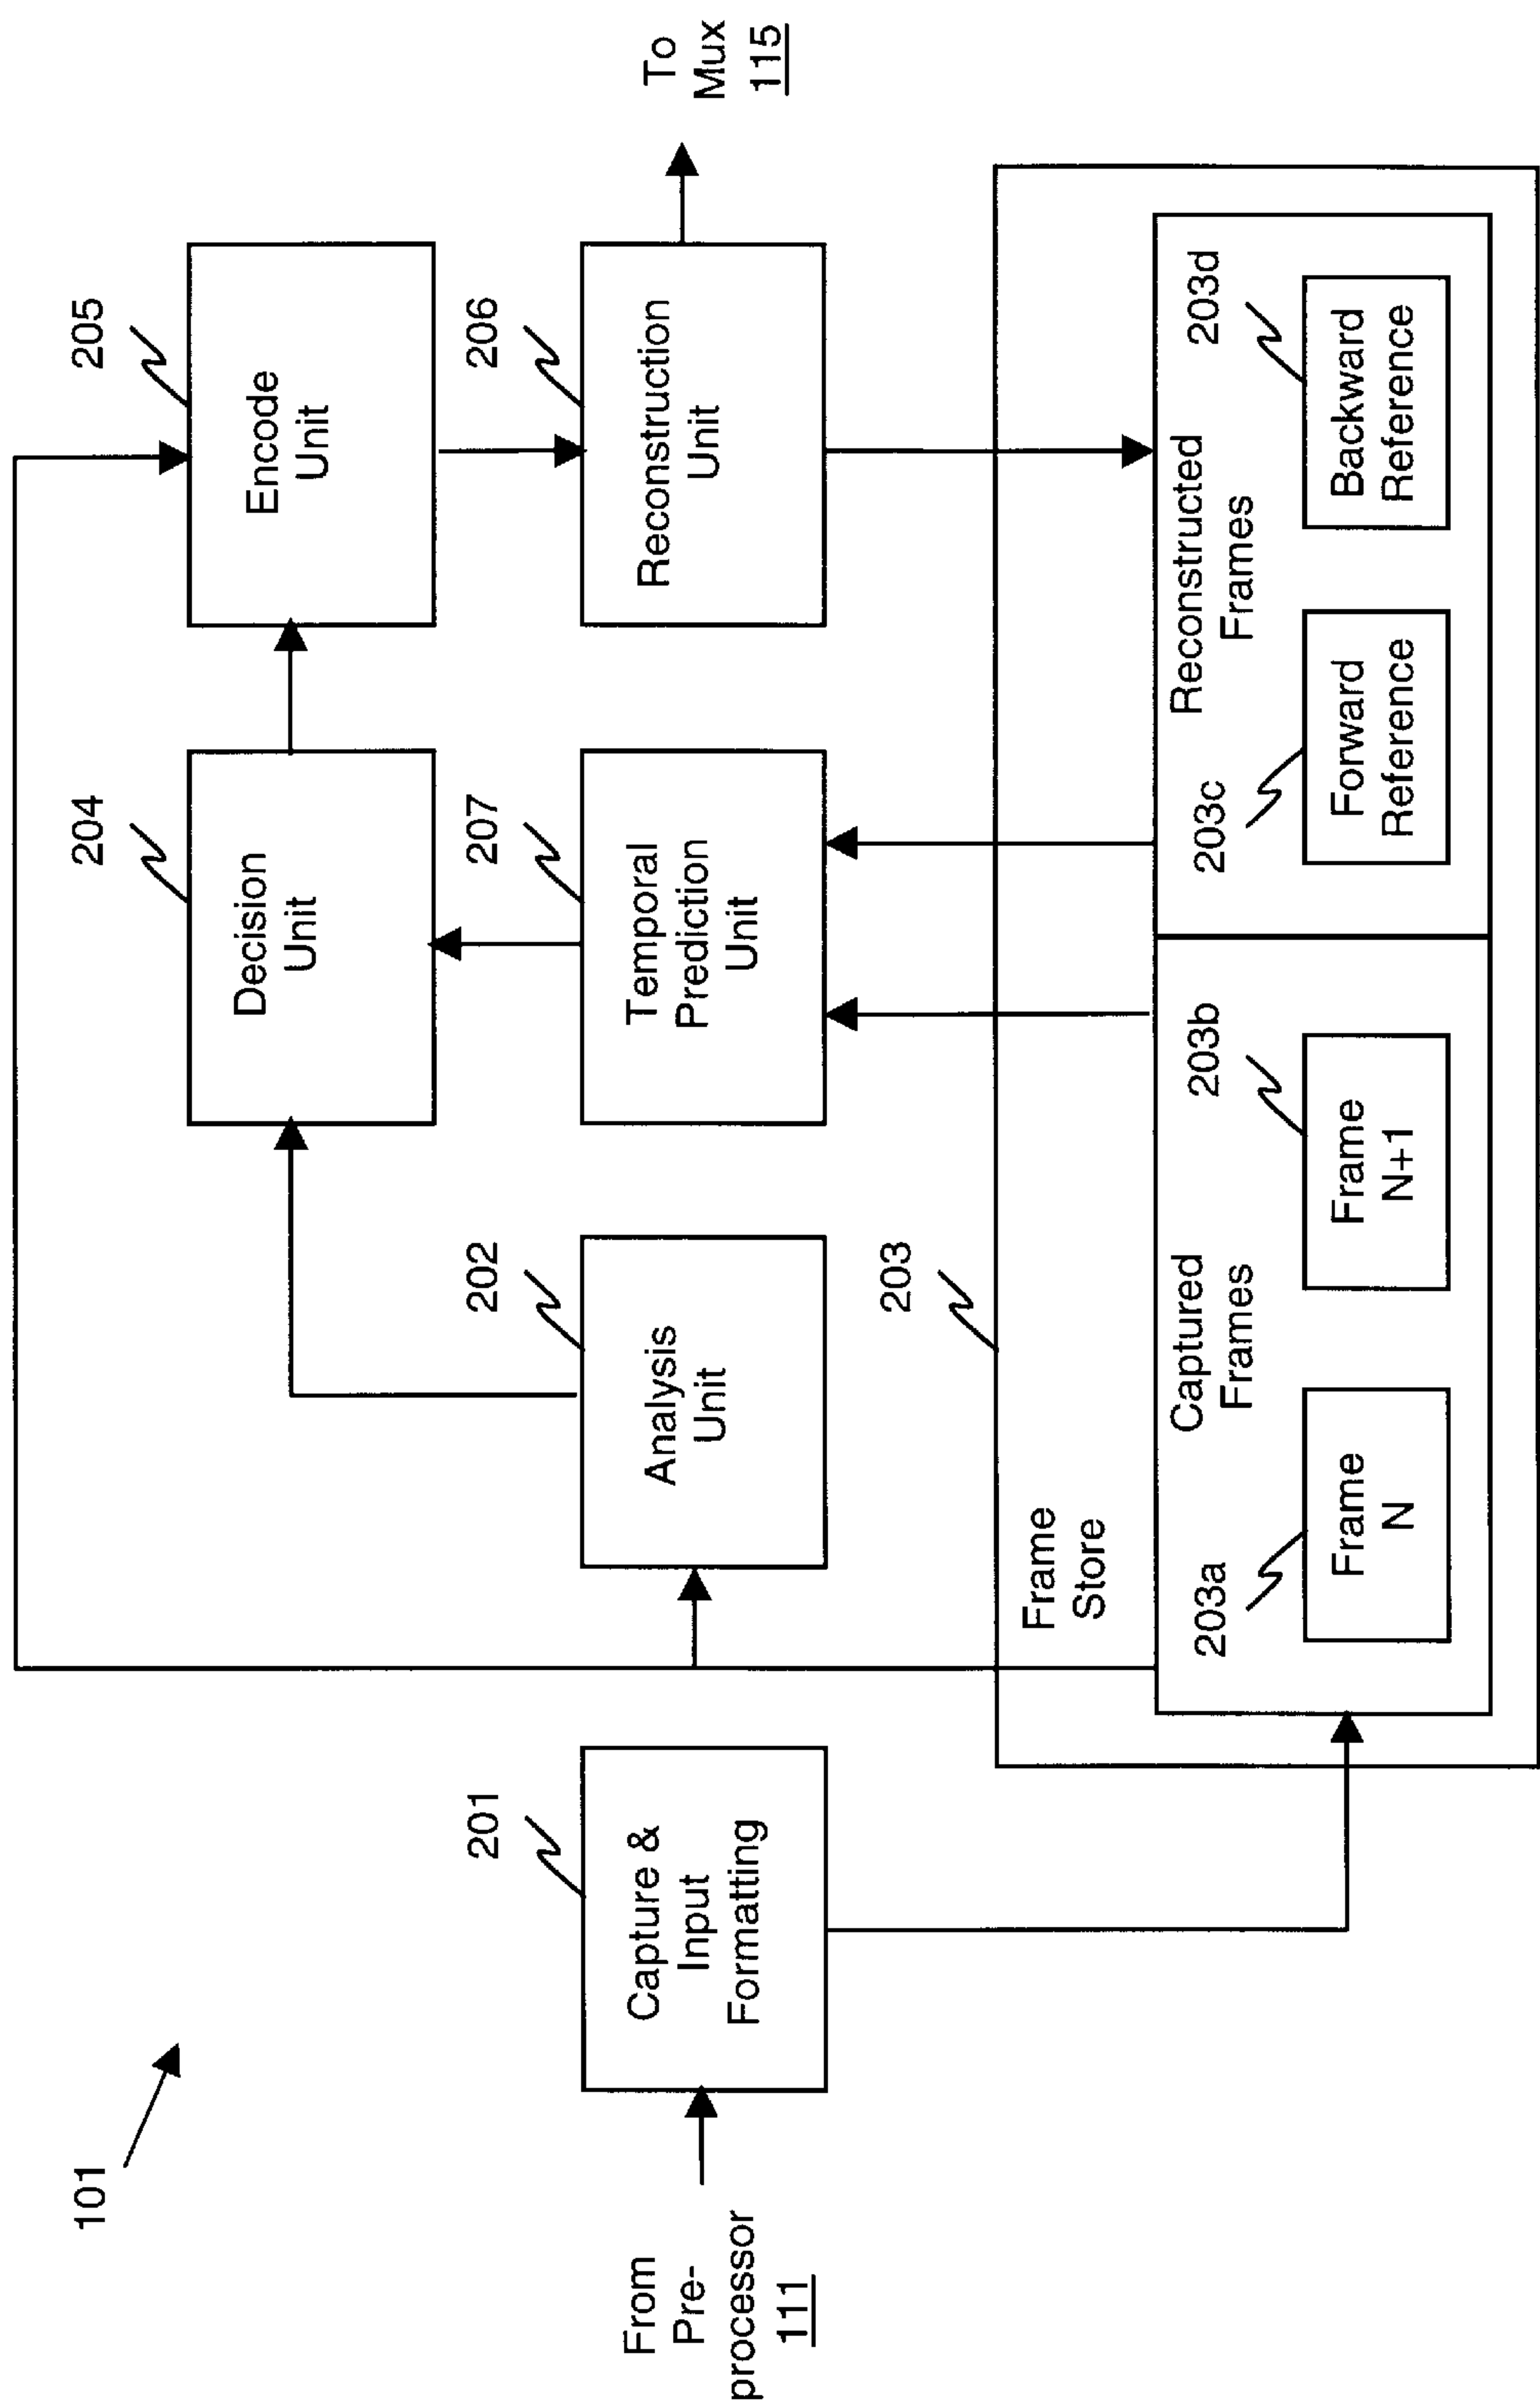 101
From
Pre-
processor
111
201
Capture &
Input
Formatting
202
Analysis
Unit
204
Decision
Unit
207
Temporal
Prediction
Unit
205
Encode
Unit
206
Reconstruction
Unit
To
Mux
115
203
Frame
Store
Captured
Frames
203a
Frame
N
203b
Frame
N+1
Reconstructed
Frames
203c
Forward
Reference
203d
Backward
Reference